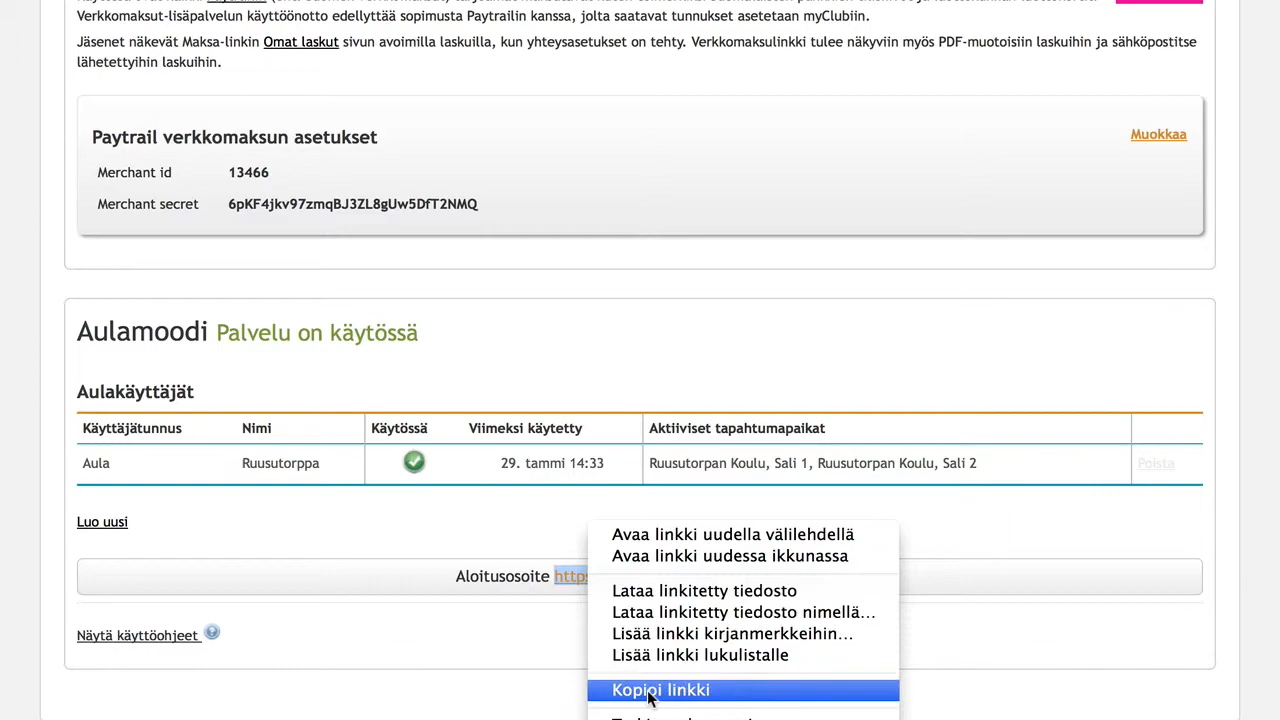 Verkkomaksut-lisäpalvelun käyttöönotto edellyttää sopimusta Paytrailin kanssa, jolta saatavat tunnukset asetetaan myClubiin.
Jäsenet näkevät Maksa-linkin Omat laskut sivun avoimilla laskuilla, kun yhteysasetukset on tehty. Verkkomaksulinkki tulee näkyviin myös PDF-muotoisiin laskuihin ja sähköpostitse
lähetettyihin laskuihin.
Paytrail verkkomaksun asetukset
Muokkaa
Merchant id 13466
Merchant secret 6pKF4jkv97zmqBJ3ZL8gUw5DfT2NMQ
Aulamoodi Palvelu on käytössä
Aulakäyttäjät
Käyttäjätunnus Nimi Käytössä Viimeksi käytetty Aktiiviset tapahtumapaikat
Aula Ruusutorppa 29. tammi 14:33 Ruusutorpan Koulu, Sali 1, Ruusutorpan Koulu, Sali 2 Poista
Luo uusi
Aloitusosoite https
Näytä käyttöohjeet
Avaa linkki uudella välilehdellä
Avaa linkki uudessa ikkunassa
Lataa linkitetty tiedosto
Lataa linkitetty tiedosto nimellä…
Lisää linkki kirjanmerkkeihin…
Lisää linkki lukulistalle
Kopioi linkki